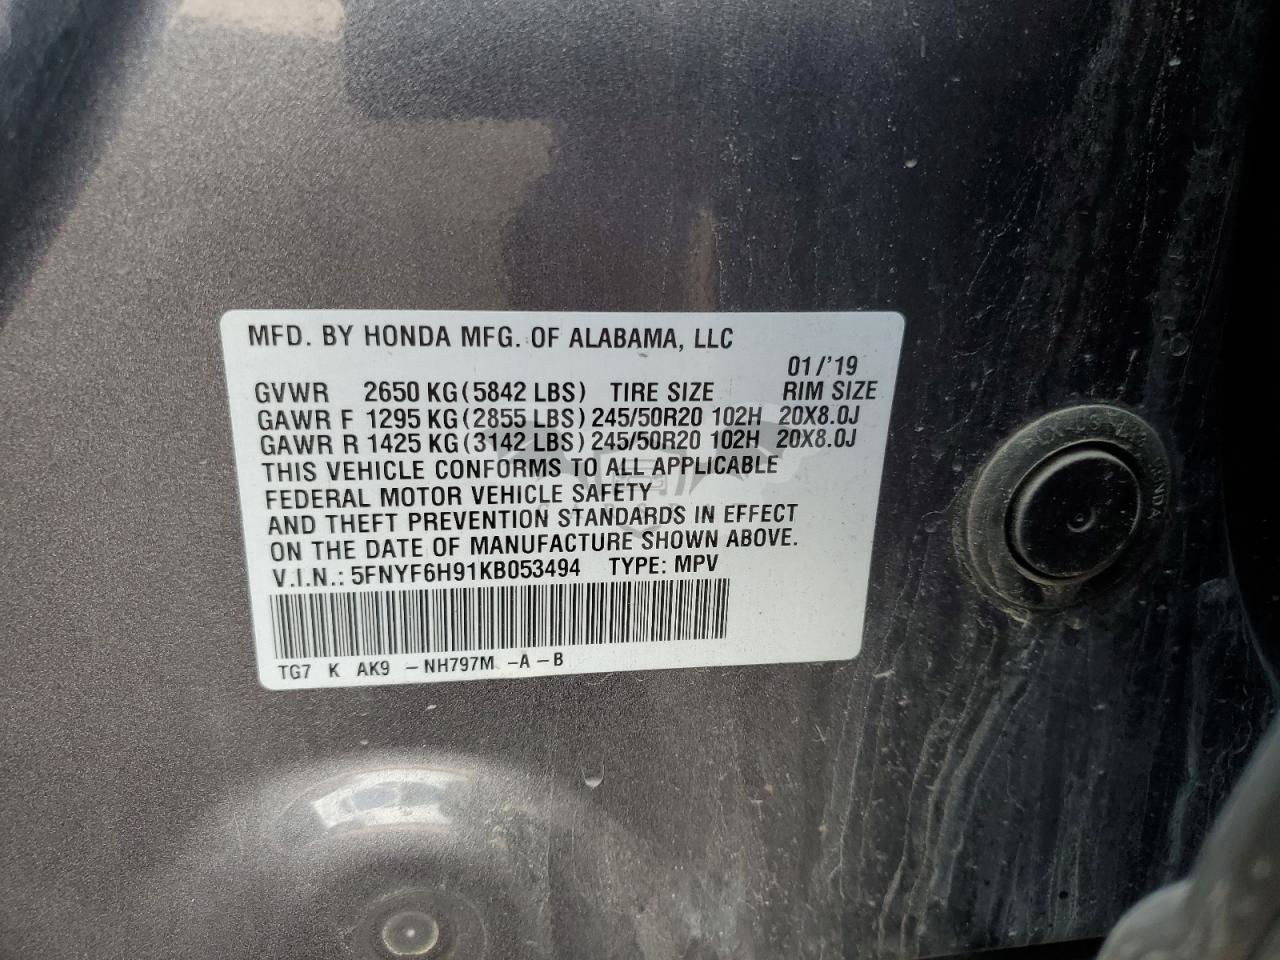 MFD. BY HONDA MFG. OF ALABAMA, LLC
01/'19
GVWR 2650 KG(5842 LBS) TIRE SIZE RIM SIZE
GAWR F 1295 KG(2855 LBS) 245/50R20 102H 20X8.0J
GAWR R 1425 KG(3142 LBS) 245/50R20 102H 20X8.0J
THIS VEHICLE CONFORMS TO ALL APPLICABLE
FEDERAL MOTOR VEHICLE SAFETY
AND THEFT PREVENTION STANDARDS IN EFFECT
ON THE DATE OF MANUFACTURE SHOWN ABOVE.
V.I.N.: 5FNYF6H91KB053494 TYPE: MPV
TG7 K AK9 -NH797M -A-B